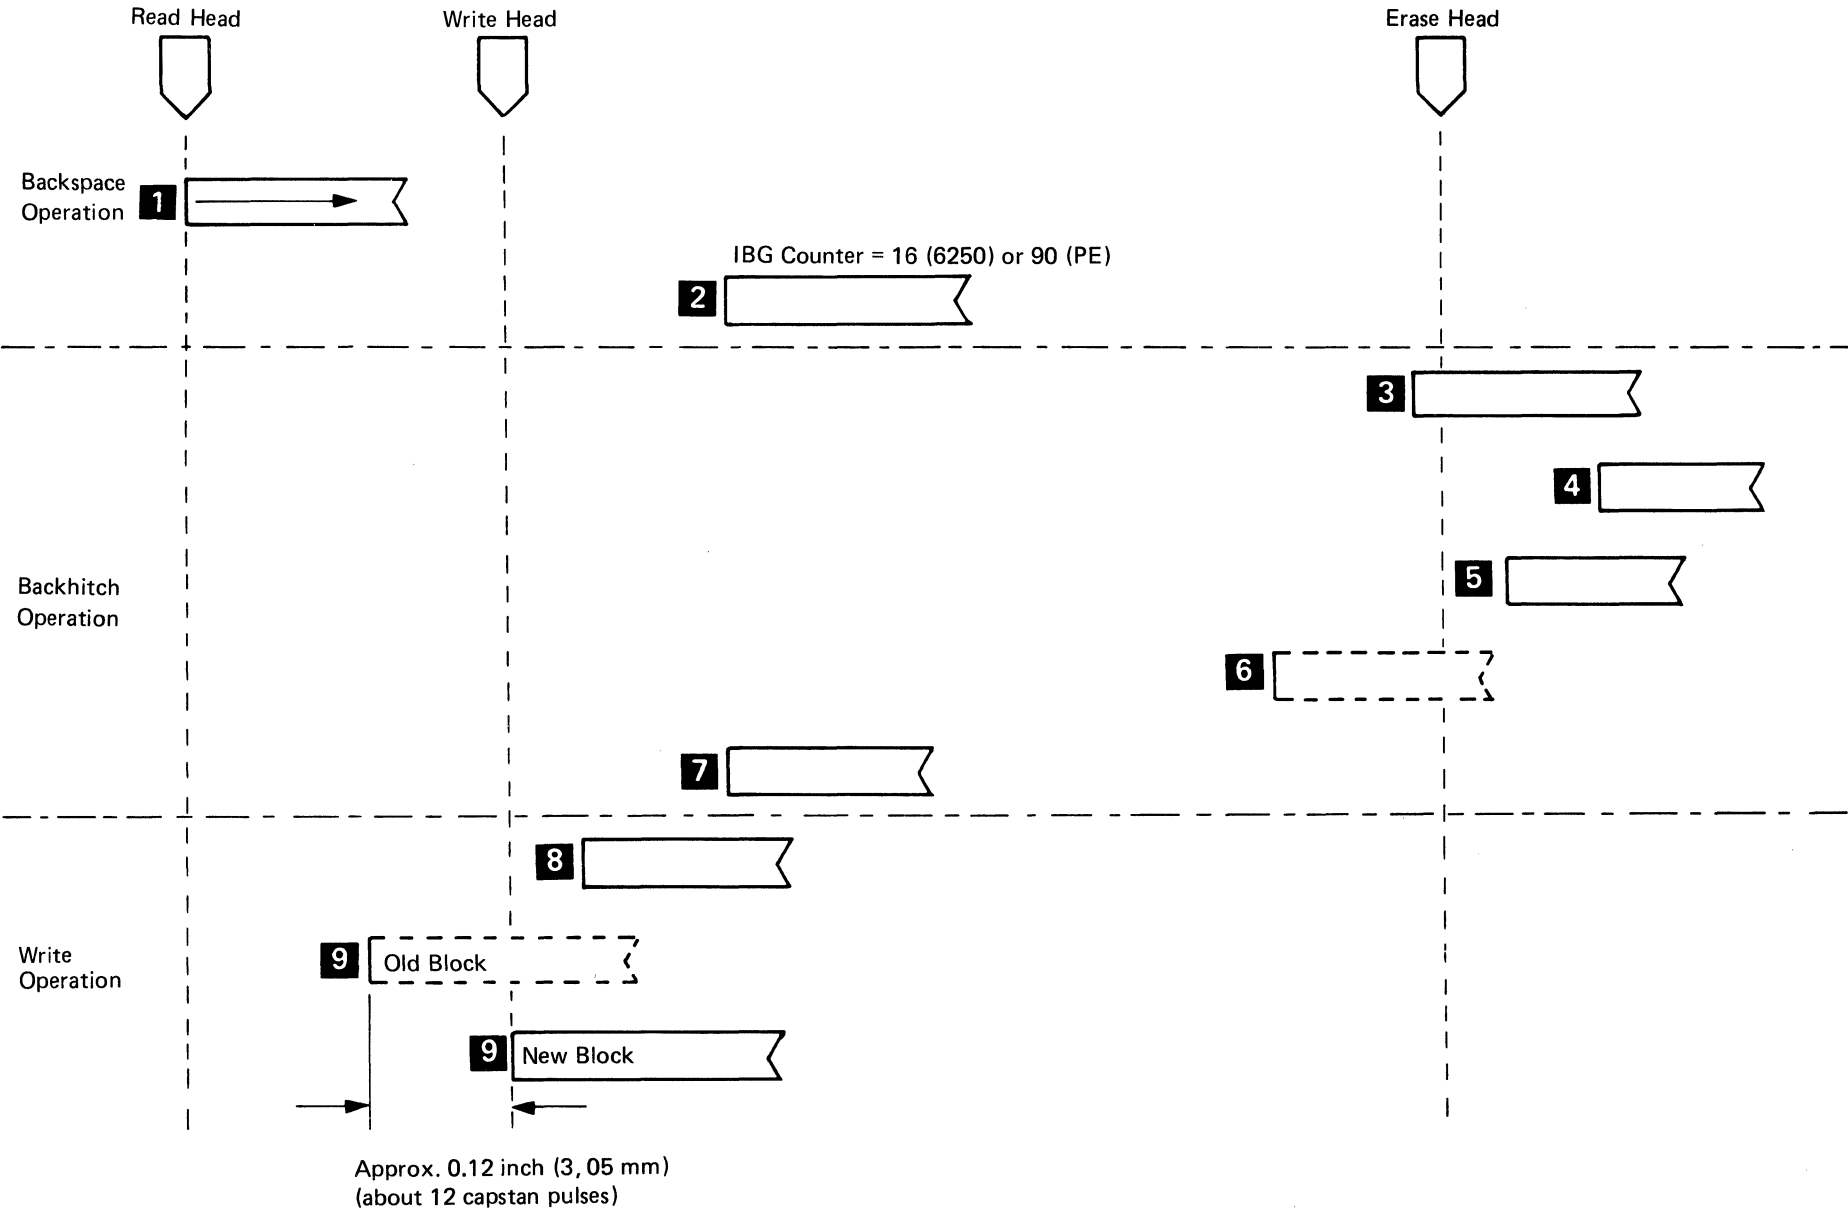 Read Head
Write Head
Erase Head
Backspace
Operation
1
IBG Counter = 16 (6250) or 90 (PE)
2
3
4
5
Backhitch
Operation
6
7
8
Write
Operation
9
Old Block
9
New Block
Approx. 0.12 inch (3, 05 mm)
(about 12 capstan pulses)